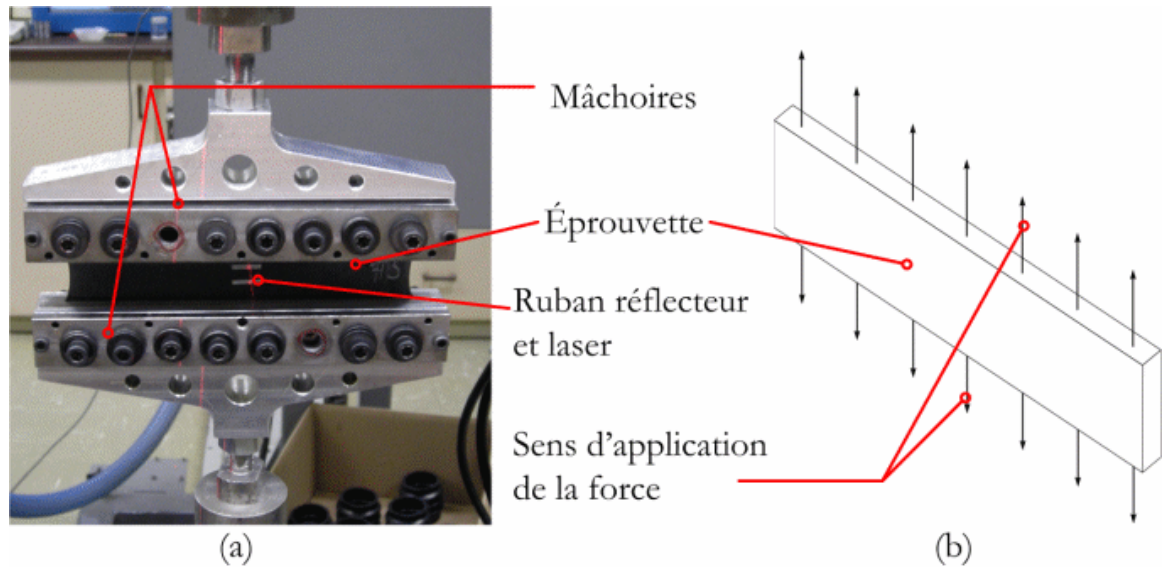 Mâchoires
Éprouvette
Ruban réflecteur
et laser
Sens d'application
de la force
(a)
(b)